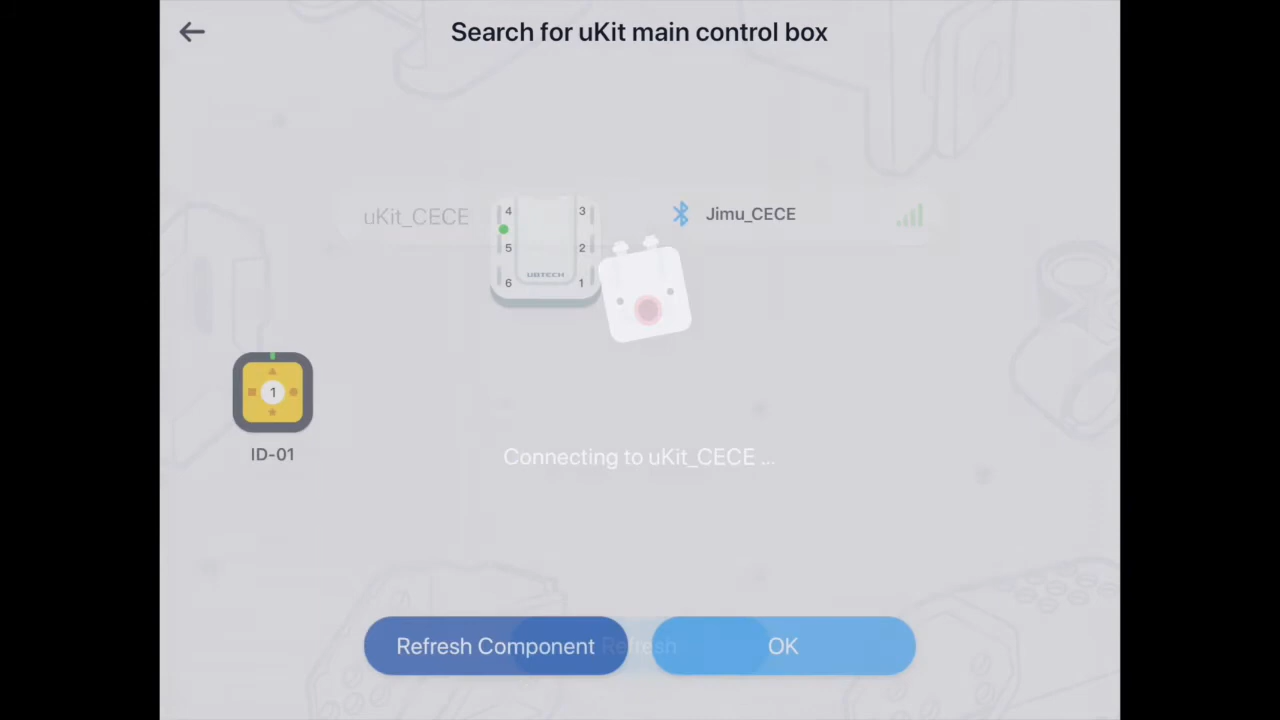 Search for uKit main control box
uKit_CECE
Jimu_CECE
4 3
5 2
6 1
UBTECH
1
ID-01
Connecting to uKit_CECE ...
Refresh Component
Refresh
OK